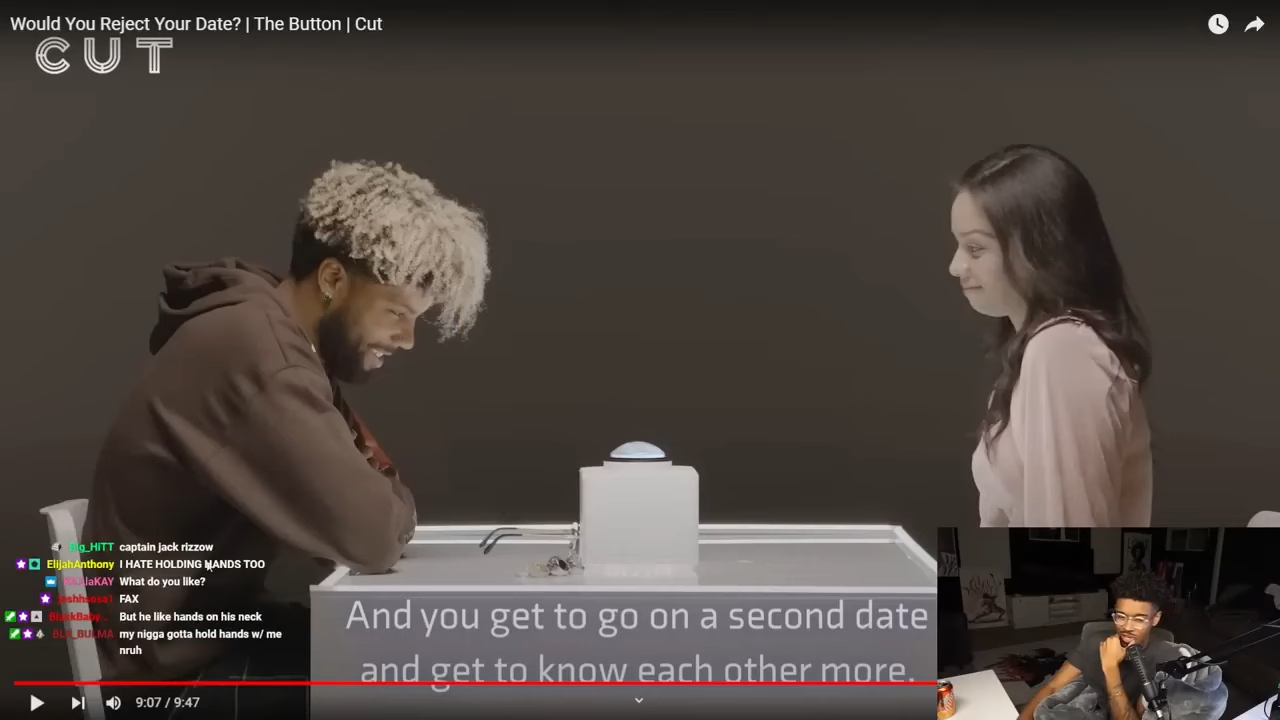 Would You Reject Your Date? | The Button | Cut
CUT
captain jack rizzow
ElijahAnthony I HATE HOLDING HANDS TOO
What do you like?
FAX
But he like hands on his neck
BLK_BULMA my nigga gotta hold hands w/ me
nruh
And you get to go on a second date
and get to know each other more.
9:07 / 9:47